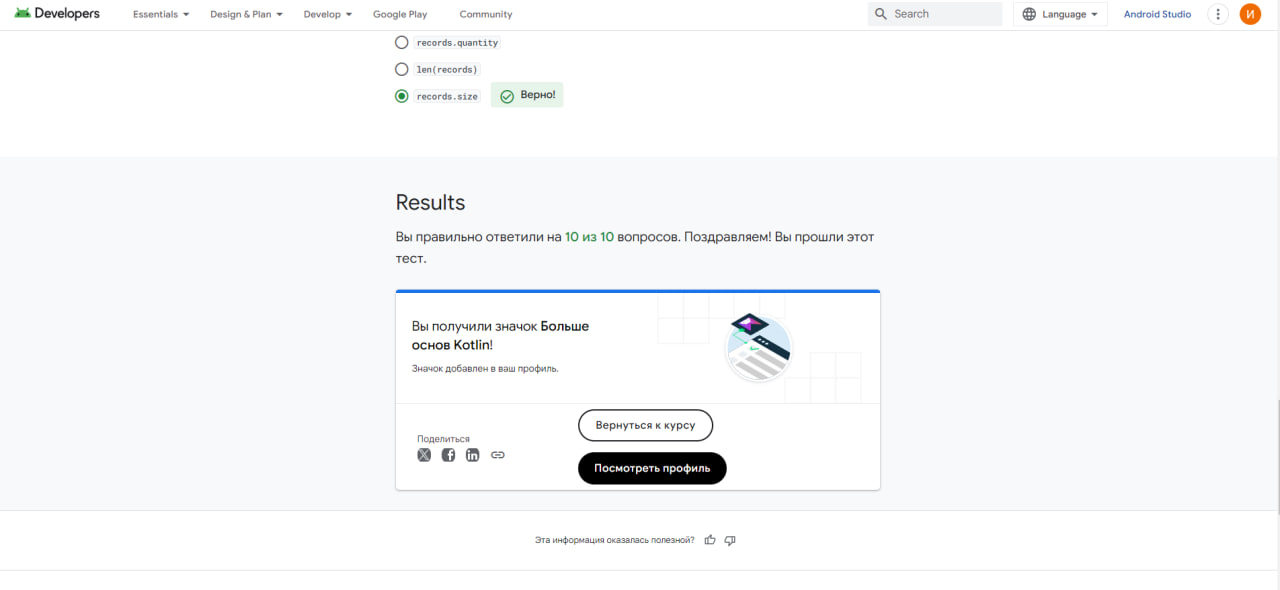 Developers Essentials Design & Plan Develop Google Play Community Search Language Android Studio И
records.quantity
len(records)
records.size Верно!
Results
Вы правильно ответили на 10 из 10 вопросов. Поздравляем! Вы прошли этот
тест.
Вы получили значок Больше
основ Kotlin!
Значок добавлен в ваш профиль.
Вернуться к курсу
Поделиться
Посмотреть профиль
Эта информация оказалась полезной?